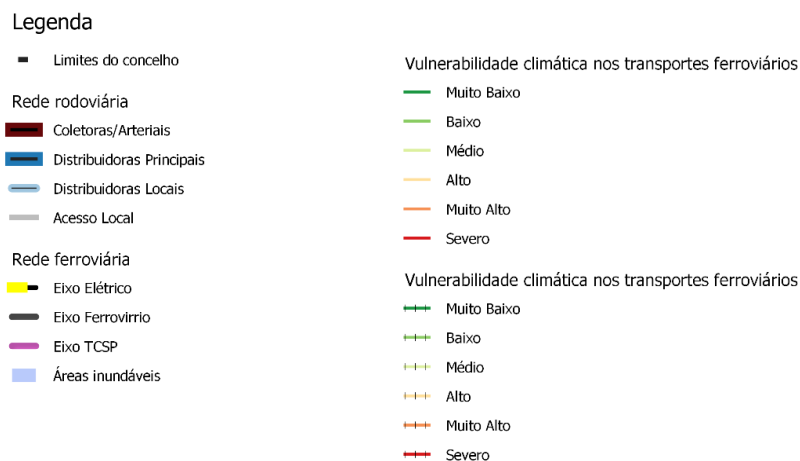 Legenda
Limites do concelho
Rede rodoviária
Coletoras/Arteriais
Distribuidoras Principais
Distribuidoras Locais
Acesso Local
Rede ferroviária
Eixo Elétrico
Eixo Ferrovirrio
Eixo TCSP
Áreas inundáveis
Vulnerabilidade climática nos transportes ferroviários
Muito Baixo
Baixo
Médio
Alto
Muito Alto
Severo
Vulnerabilidade climática nos transportes ferroviários
Muito Baixo
Baixo
Médio
Alto
Muito Alto
Severo